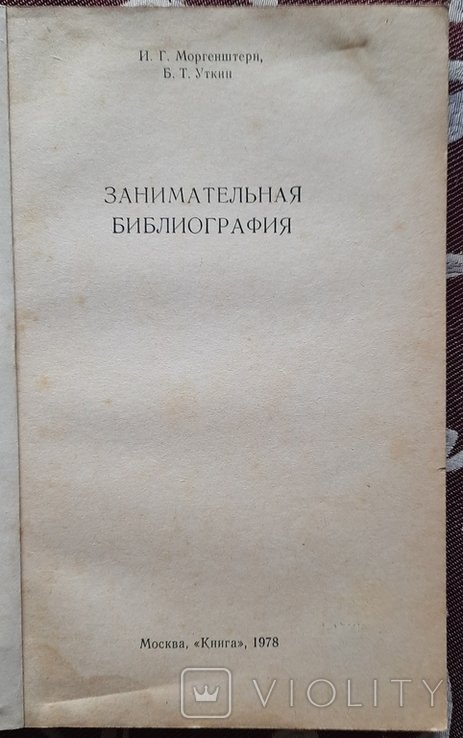 И. Г. Моргенштерн,
Б. Т. Уткин
ЗАНИМАТЕЛЬНАЯ
БИБЛИОГРАФИЯ
Москва, «Книга», 1978
VIOLITY